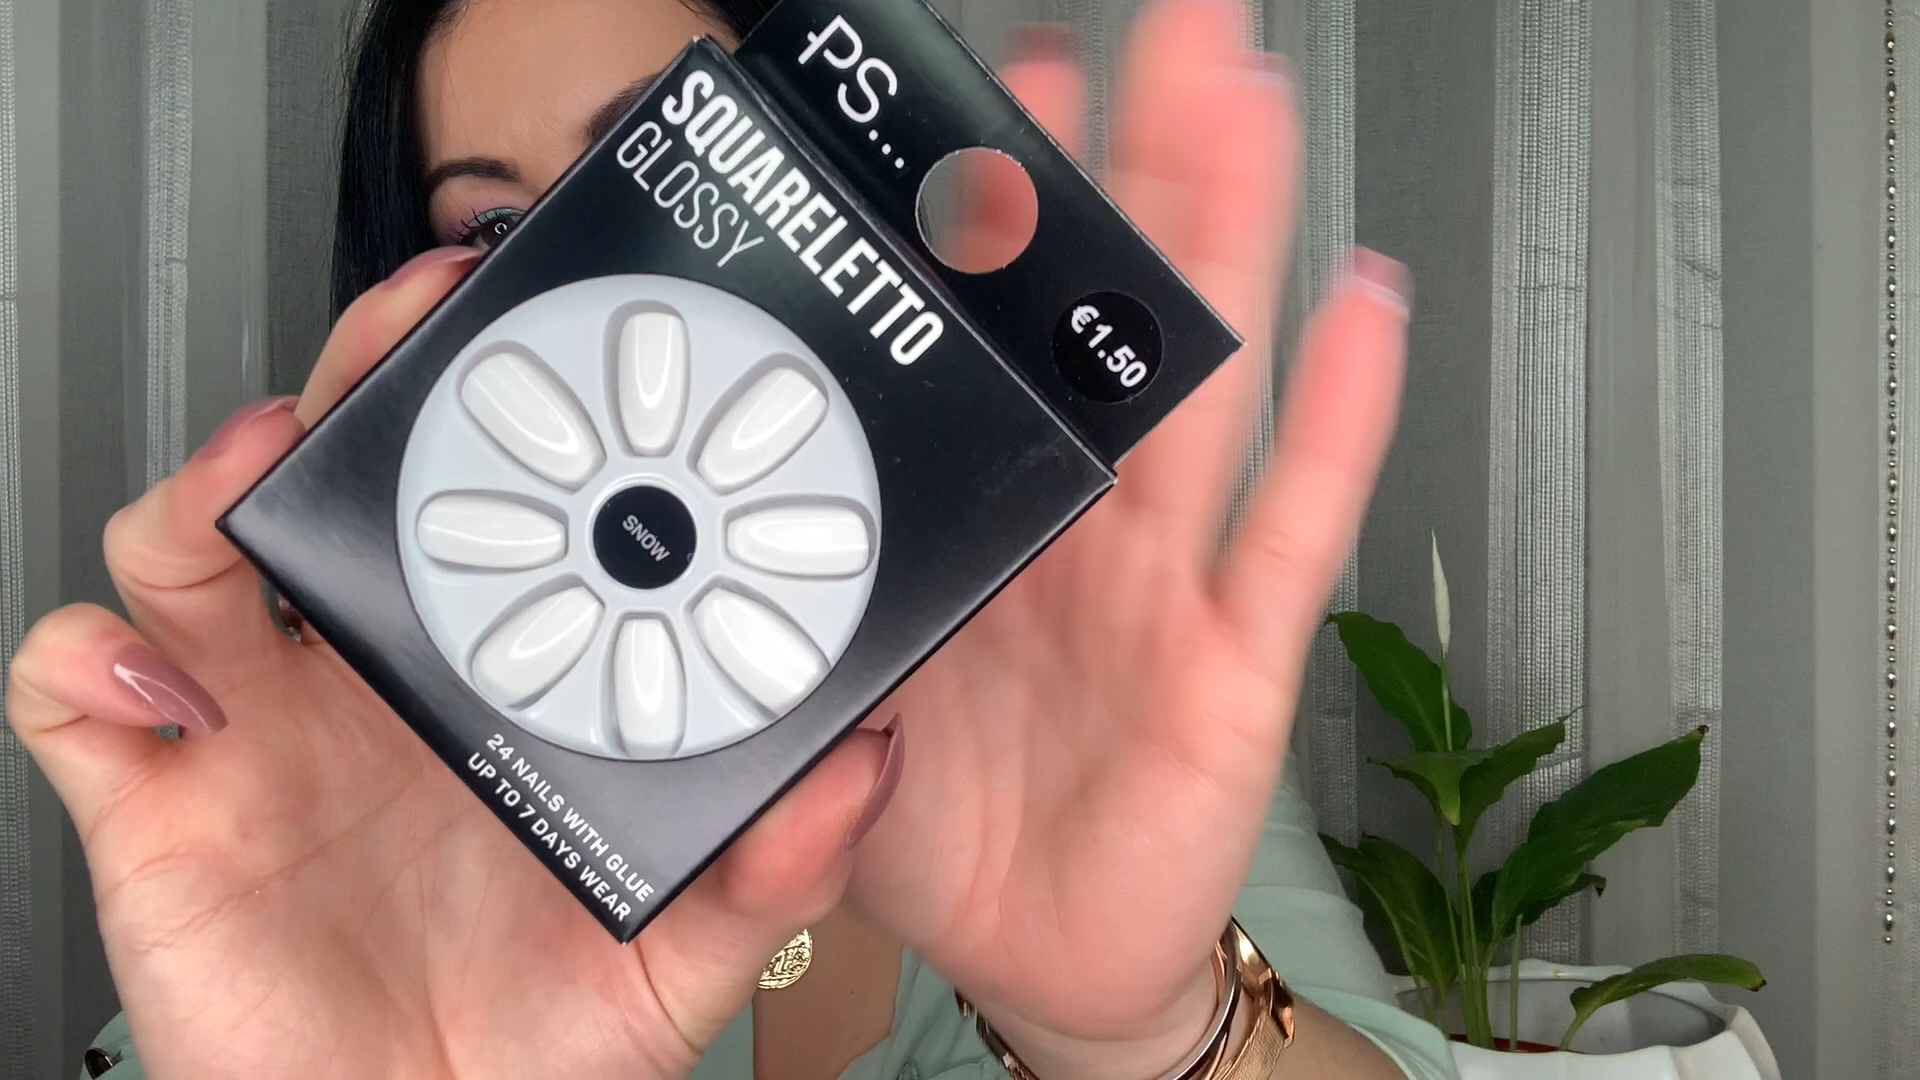 PS...
€1.50
SQUARELETTO
GLOSSY
SNOW
24 NAILS WITH GLUE
UP TO 7 DAYS WEAR